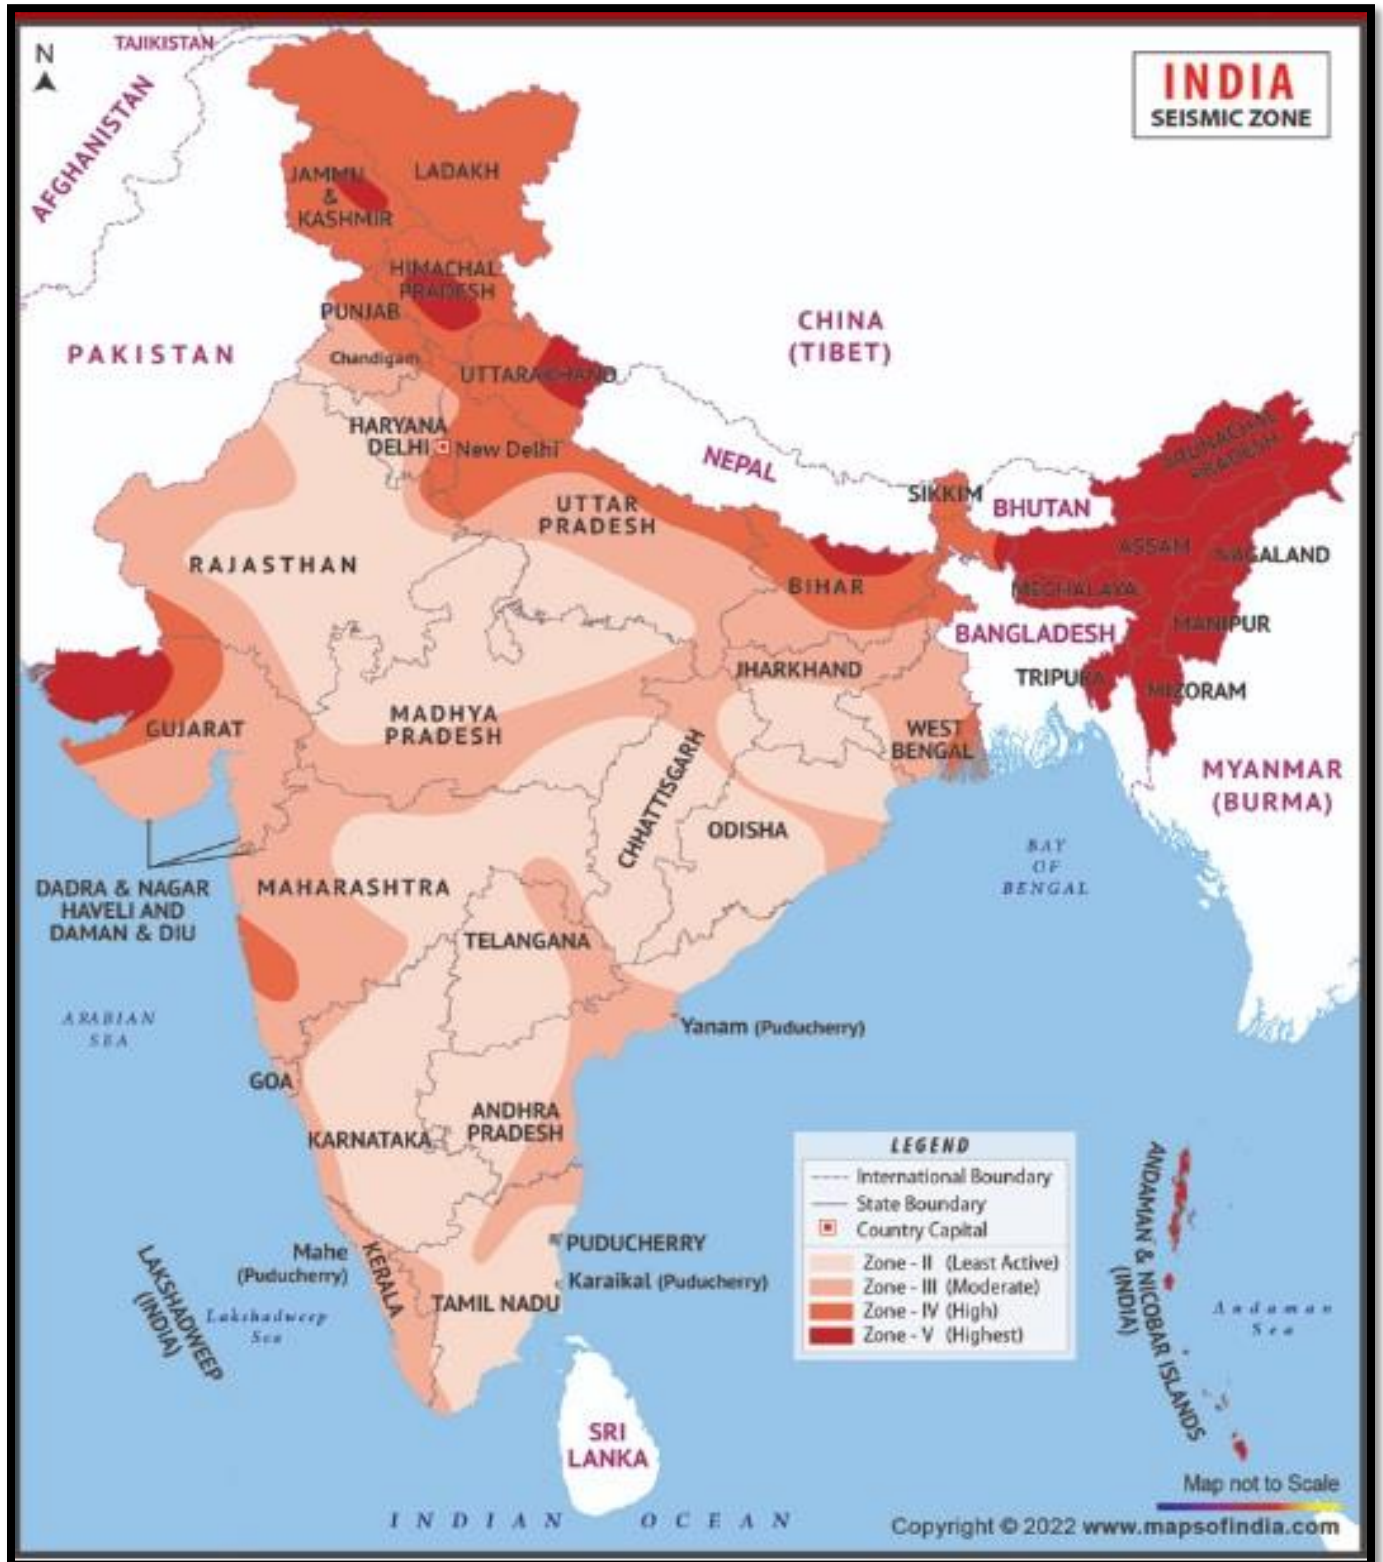 N
TAJIKISTAN
AFGHANISTAN
INDIA
SEISMIC ZONE
JAMMU
&
KASHMIR
LADAKH
HIMACHAL
PRADESH
PUNJAB
PAKISTAN
Chandigarh
UTTARAKHAND
CHINA
(TIBET)
HARYANA
DELHI
New Delhi
NEPAL
ARUNACHAL
PRADESH
SIKKIM
BHUTAN
UTTAR
PRADESH
RAJASTHAN
ASSAM
NAGALAND
BIHAR
MEGHALAYA
MANIPUR
BANGLADESH
JHARKHAND
TRIPURA
MIZORAM
GUJARAT
MADHYA
PRADESH
WEST
BENGAL
MYANMAR
(BURMA)
CHHATTISGARH
ODISHA
BAY
OF
BENGAL
DADRA & NAGAR
HAVELI AND
DAMAN & DIU
MAHARASHTRA
TELANGANA
ARABIAN
SEA
Yanam (Puducherry)
GOA
ANDHRA
PRADESH
KARNATAKA
LEGEND
International Boundary
State Boundary
Country Capital
Zone - II (Least Active)
Zone - III (Moderate)
Zone - IV (High)
Zone - V (Highest)
ANDAMAN & NICOBAR ISLANDS
(INDIA)
Andaman
Sea
Mahe
(Puducherry)
KERALA
PUDUCHERRY
Karaikal (Puducherry)
TAMIL NADU
LAKSHADWEEP
(INDIA)
Lakshadweep
Sea
SRI
LANKA
INDIAN OCEAN
Map not to Scale
Copyright © 2022 www.mapsofindia.com